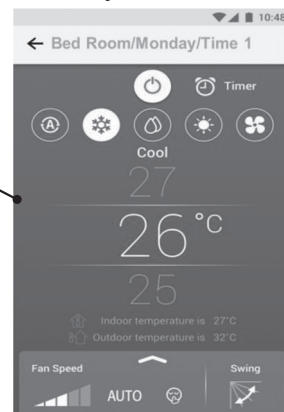 10:48
← Bed Room/Monday/Time 1
Timer
A
Cool
27
26°C
25
Indoor temperature is 27°C
Outdoor temperature is 32°C
Fan Speed
Swing
AUTO